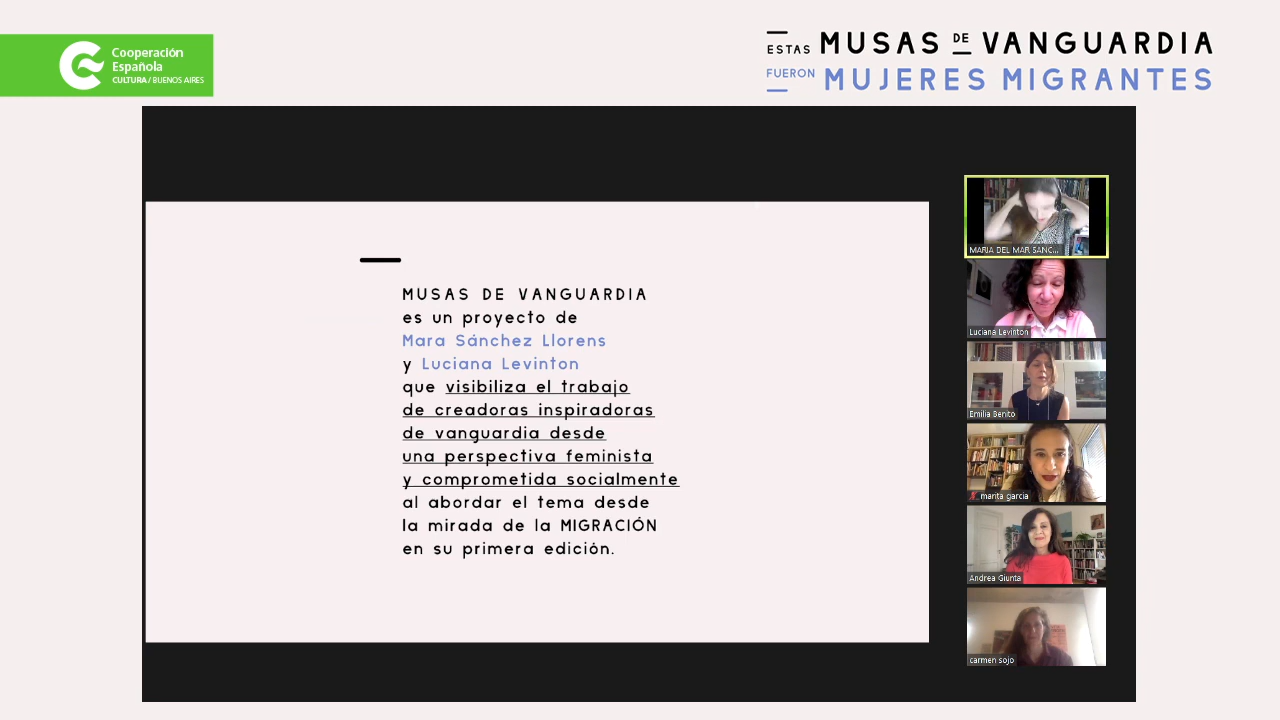 Cooperación
Española
CULTURA / BUENOS AIRES
ESTAS MUSAS DE VANGUARDIA
FUERON MUJERES MIGRANTES
MUSAS DE VANGUARDIA
es un proyecto de
Mara Sánchez Llorens
y Luciana Levinton
que visibiliza el trabajo
de creadoras inspiradoras
de vanguardia desde
una perspectiva feminista
y comprometida socialmente
al abordar el tema desde
la mirada de la MIGRACIÓN
en su primera edición.
MARIA DEL MAR SANC...
Luciana Levinton
Emilia Benito
marita garcia
Andrea Giunta
carmen sojo